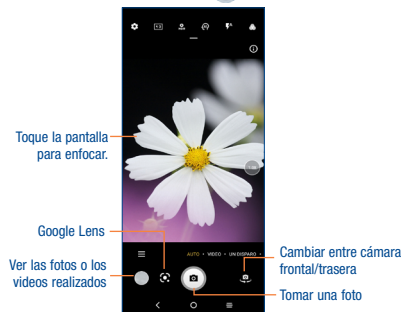 Toque la pantalla
para enfocar.
Google Lens
AUTO • VIDEO • UN DISPARO •
Ver las fotos o los
videos realizados
Cambiar entre cámara
frontal/trasera
Tomar una foto